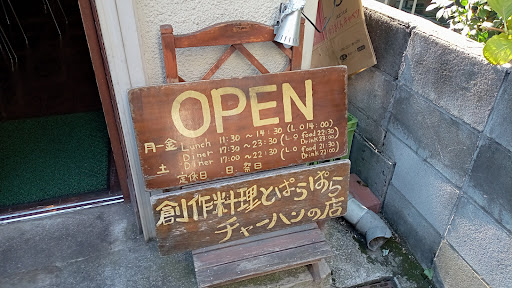 OPEN
月～金 Lunch 11:30 ～ 14:30 (L.O 14:00)
Diner 17:30 ～ 23:30 (L.O food 22:30 Drink 23:00)
土 Diner 17:00 ～ 22:30 (L.O food 21:30 Drink 22:00)
定休日 日.祭日
創作料理とぱらぱら
チャーハンの店